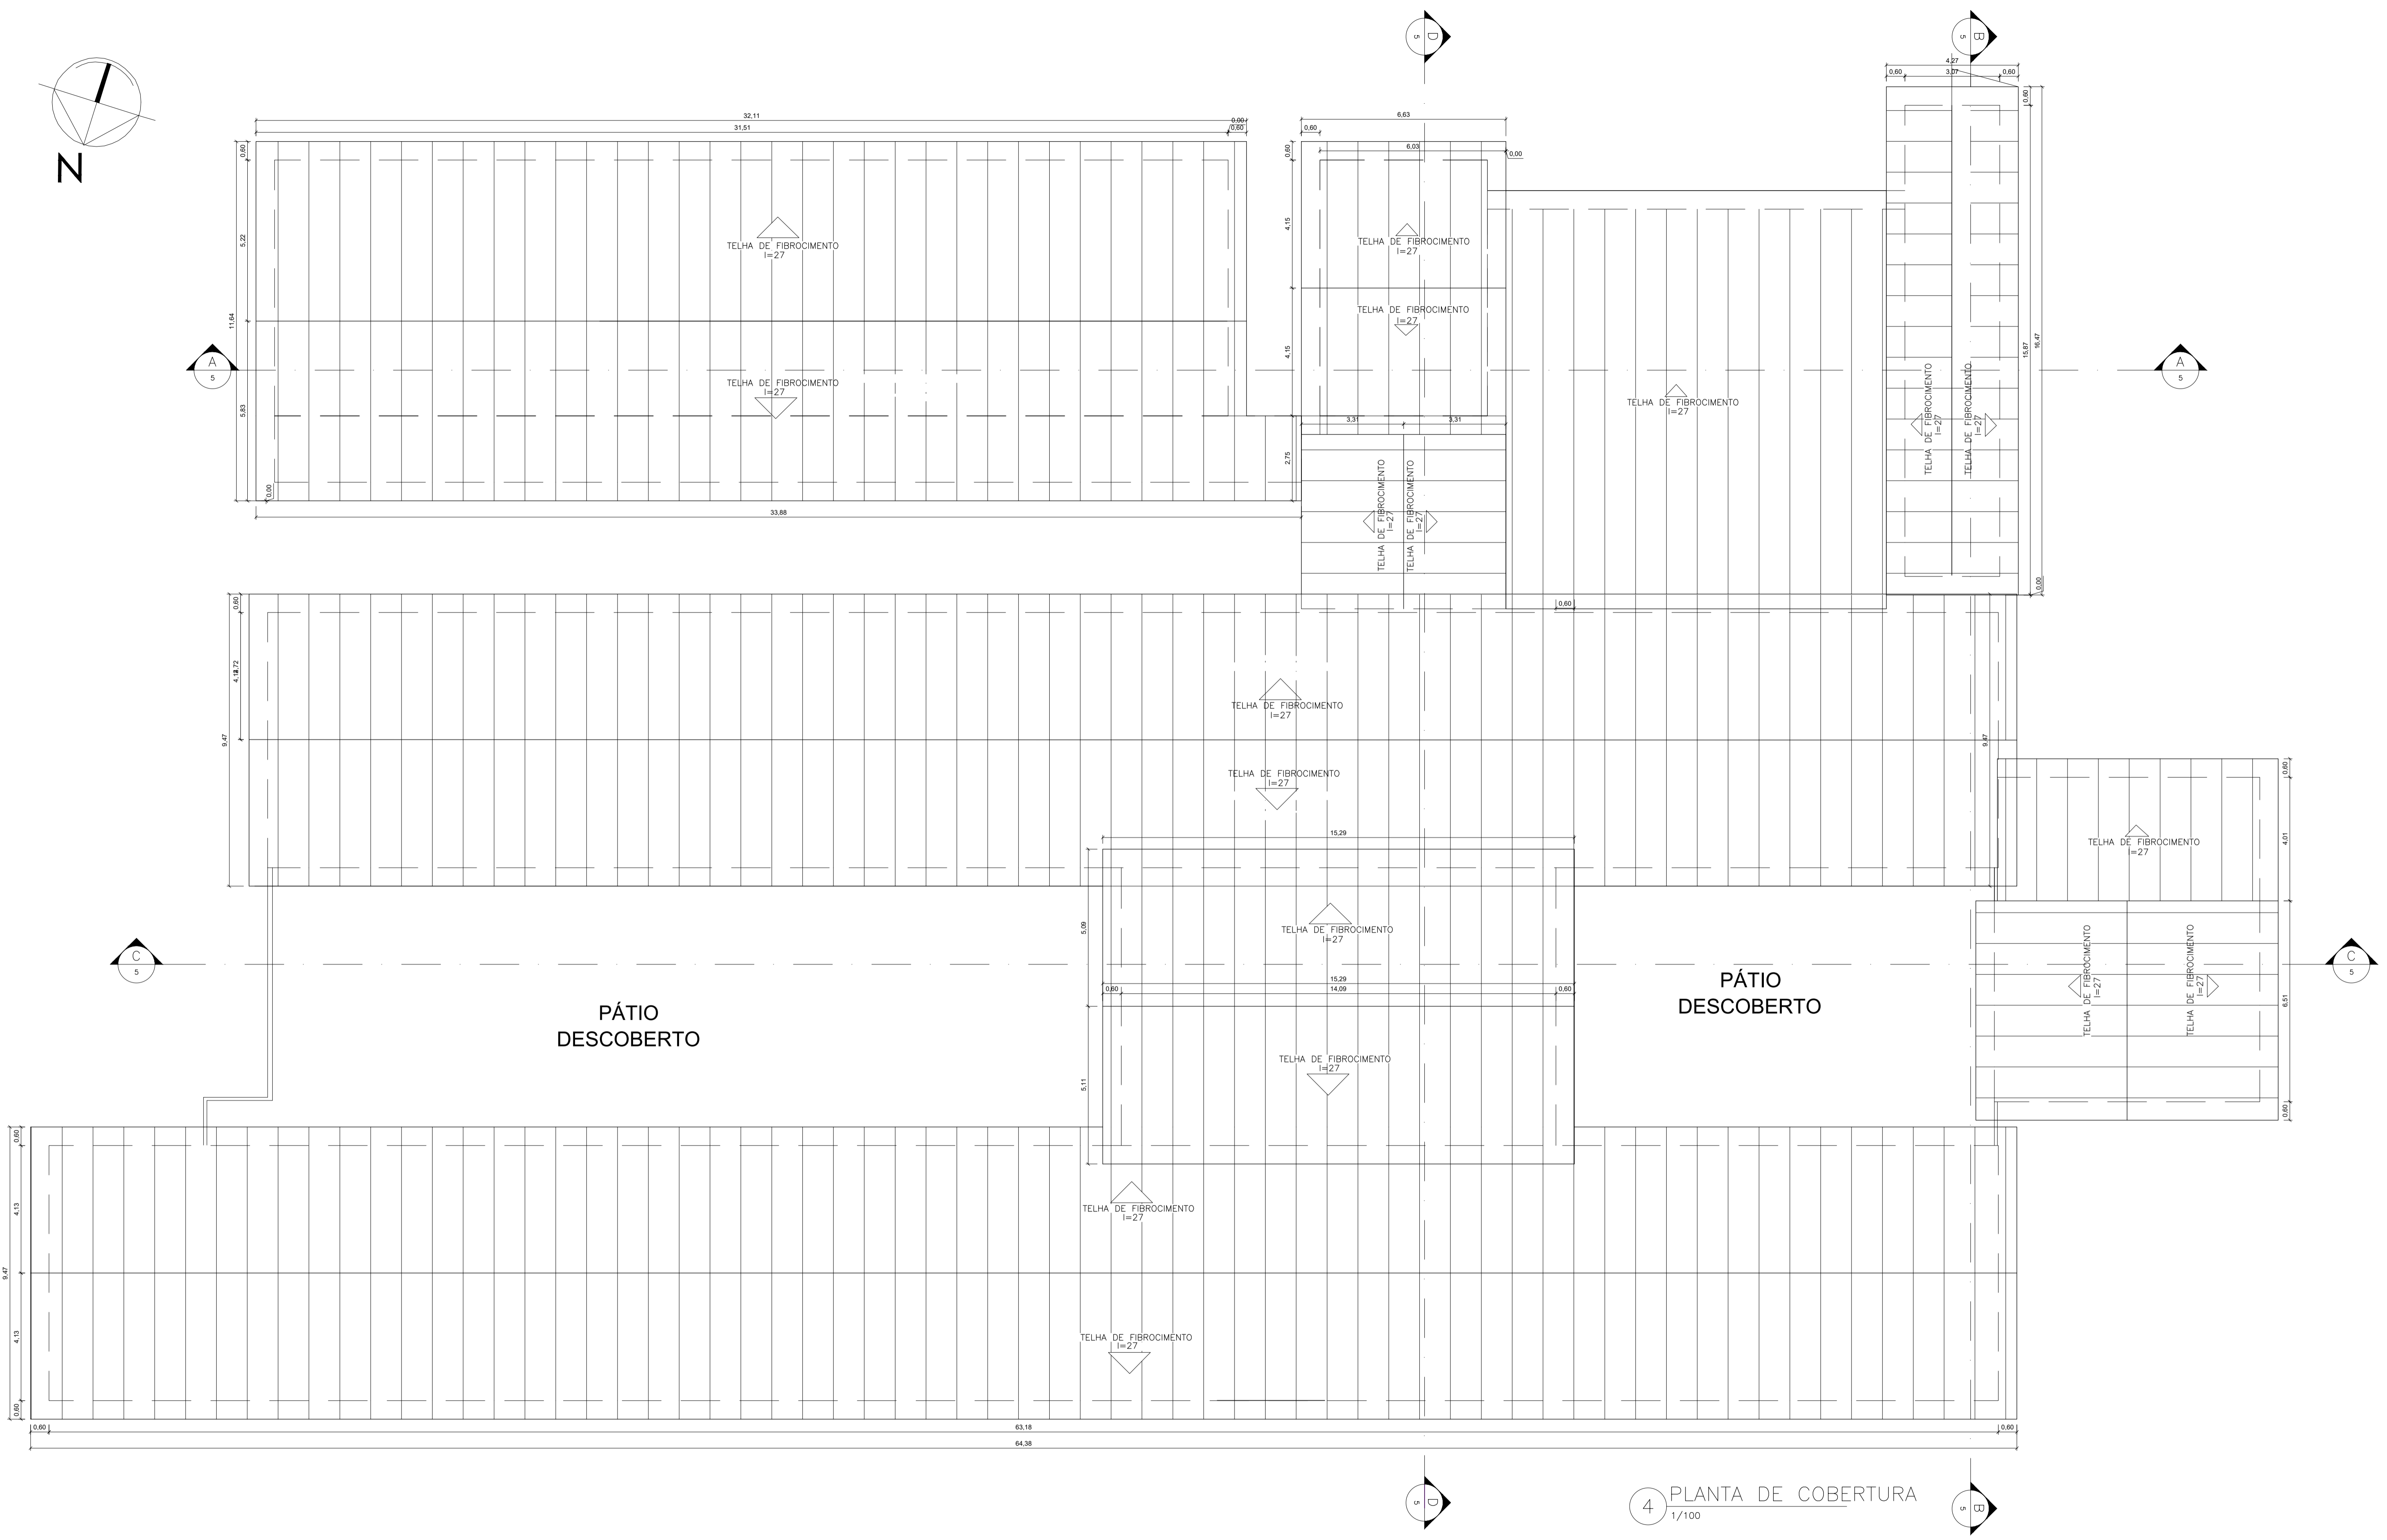 D
5
B
5
4,27
0,60
3,07
0,60
N
32,11
31,51
0,00
0,60
6,63
0,60
6,03
0,00
0,60
5,22
11,64
5,83
0,00
0,60
4,15
4,15
2,75
0,60
15,87
16,47
0,00
TELHA DE FIBROCIMENTO
I=27
TELHA DE FIBROCIMENTO
I=27
TELHA DE FIBROCIMENTO
I=27
TELHA DE FIBROCIMENTO
I=27
A
5
A
5
TELHA DE FIBROCIMENTO
I=27
TELHA DE FIBROCIMENTO
I=27
TELHA DE FIBROCIMENTO
I=27
3,31
3,31
TELHA DE FIBROCIMENTO
I=27
TELHA DE FIBROCIMENTO
I=27
33,88
0,60
0,60
9,47
9,47
TELHA DE FIBROCIMENTO
I=27
TELHA DE FIBROCIMENTO
I=27
15,29
0,60
4,01
TELHA DE FIBROCIMENTO
I=27
5,09
TELHA DE FIBROCIMENTO
I=27
C
5
C
5
15,29
0,60
14,09
0,60
PÁTIO
DESCOBERTO
PÁTIO
DESCOBERTO
TELHA DE FIBROCIMENTO
I=27
TELHA DE FIBROCIMENTO
I=27
6,51
0,60
5,11
TELHA DE FIBROCIMENTO
I=27
0,60
4,13
9,47
4,13
0,60
TELHA DE FIBROCIMENTO
I=27
TELHA DE FIBROCIMENTO
I=27
0,60
63,18
0,60
64,38
D
5
B
5
4
PLANTA DE COBERTURA
1/100